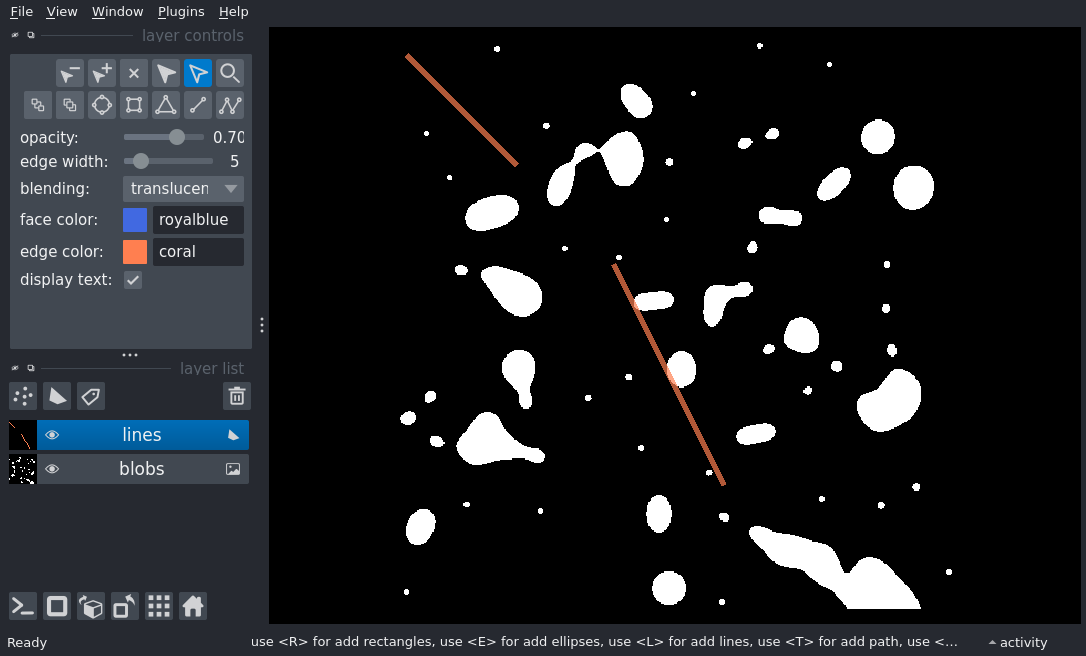 File View Window Plugins Help
layer controls
opacity: 0.70
edge width: 5
blending: translucen
face color: royalblue
edge color: coral
display text:
layer list
lines
blobs
Ready use <R> for add rectangles, use <E> for add ellipses, use <L> for add lines, use <T> for add path, use <... activity